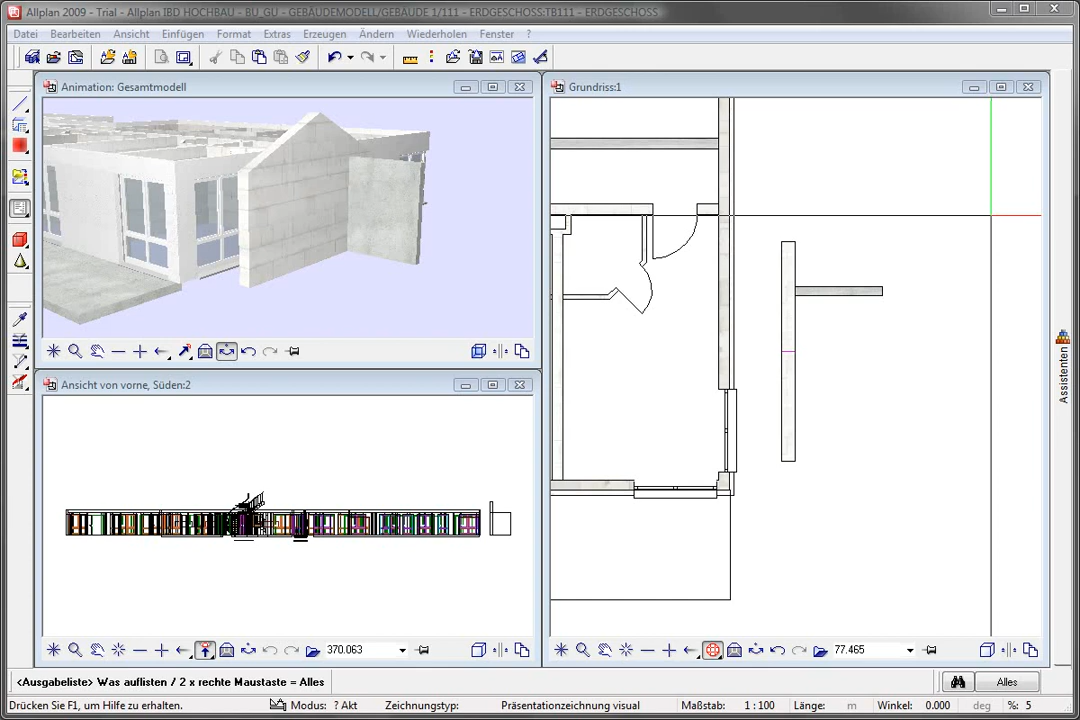 Allplan 2009 - Trial - Allplan IBD HOCHBAU - BU_GU - GEBÄUDEMODELL/GEBÄUDE 1/111 - ERDGESCHOSS:TB111 - ERDGESCHOSS
Datei Bearbeiten Ansicht Einfügen Format Extras Erzeugen Ändern Wiederholen Fenster ?
Animation: Gesamtmodell
Grundriss:1
Ansicht von vorne, Süden:2
Assistenten
370.063
77.465
<Ausgabeliste> Was auflisten / 2 x rechte Maustaste = Alles
Alles
Drücken Sie F1, um Hilfe zu erhalten. Modus: ? Akt Zeichnungstyp: Präsentationzeichnung visual Maßstab: 1 : 100 Länge: m Winkel: 0.000 deg %: 5